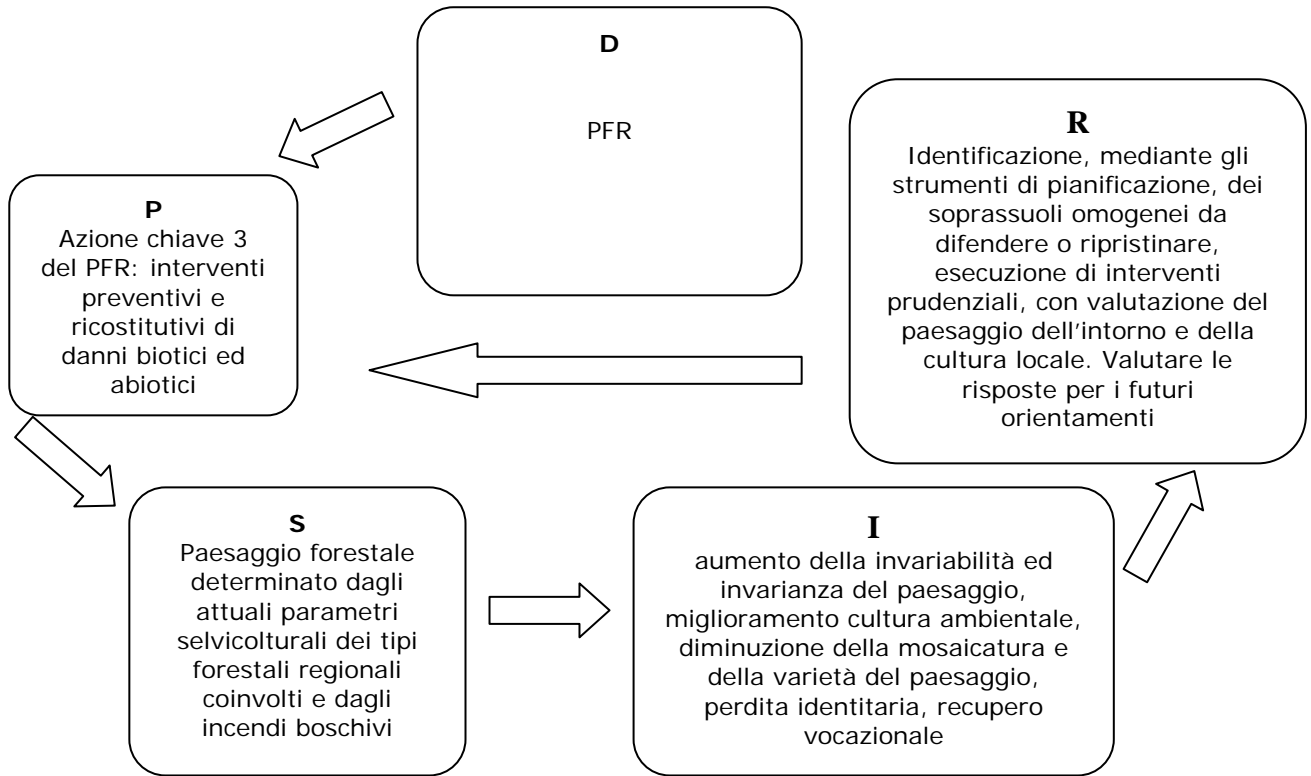 D
PFR
P
Azione chiave 3
del PFR: interventi
preventivi e
ricostitutivi di
danni biotici ed
abiotici
S
Paesaggio forestale
determinato dagli
attuali parametri
selvicolturali dei tipi
forestali regionali
coinvolti e dagli
incendi boschivi
I
aumento della invariabilità ed
invarianza del paesaggio,
miglioramento cultura ambientale,
diminuzione della mosaicatura e
della varietà del paesaggio,
perdita identitaria, recupero
vocazionale
R
Identificazione, mediante gli
strumenti di pianificazione, dei
soprassuoli omogenei da
difendere o ripristinare,
esecuzione di interventi
prudenziali, con valutazione del
paesaggio dell'intorno e della
cultura locale. Valutare le
risposte per i futuri
orientamenti